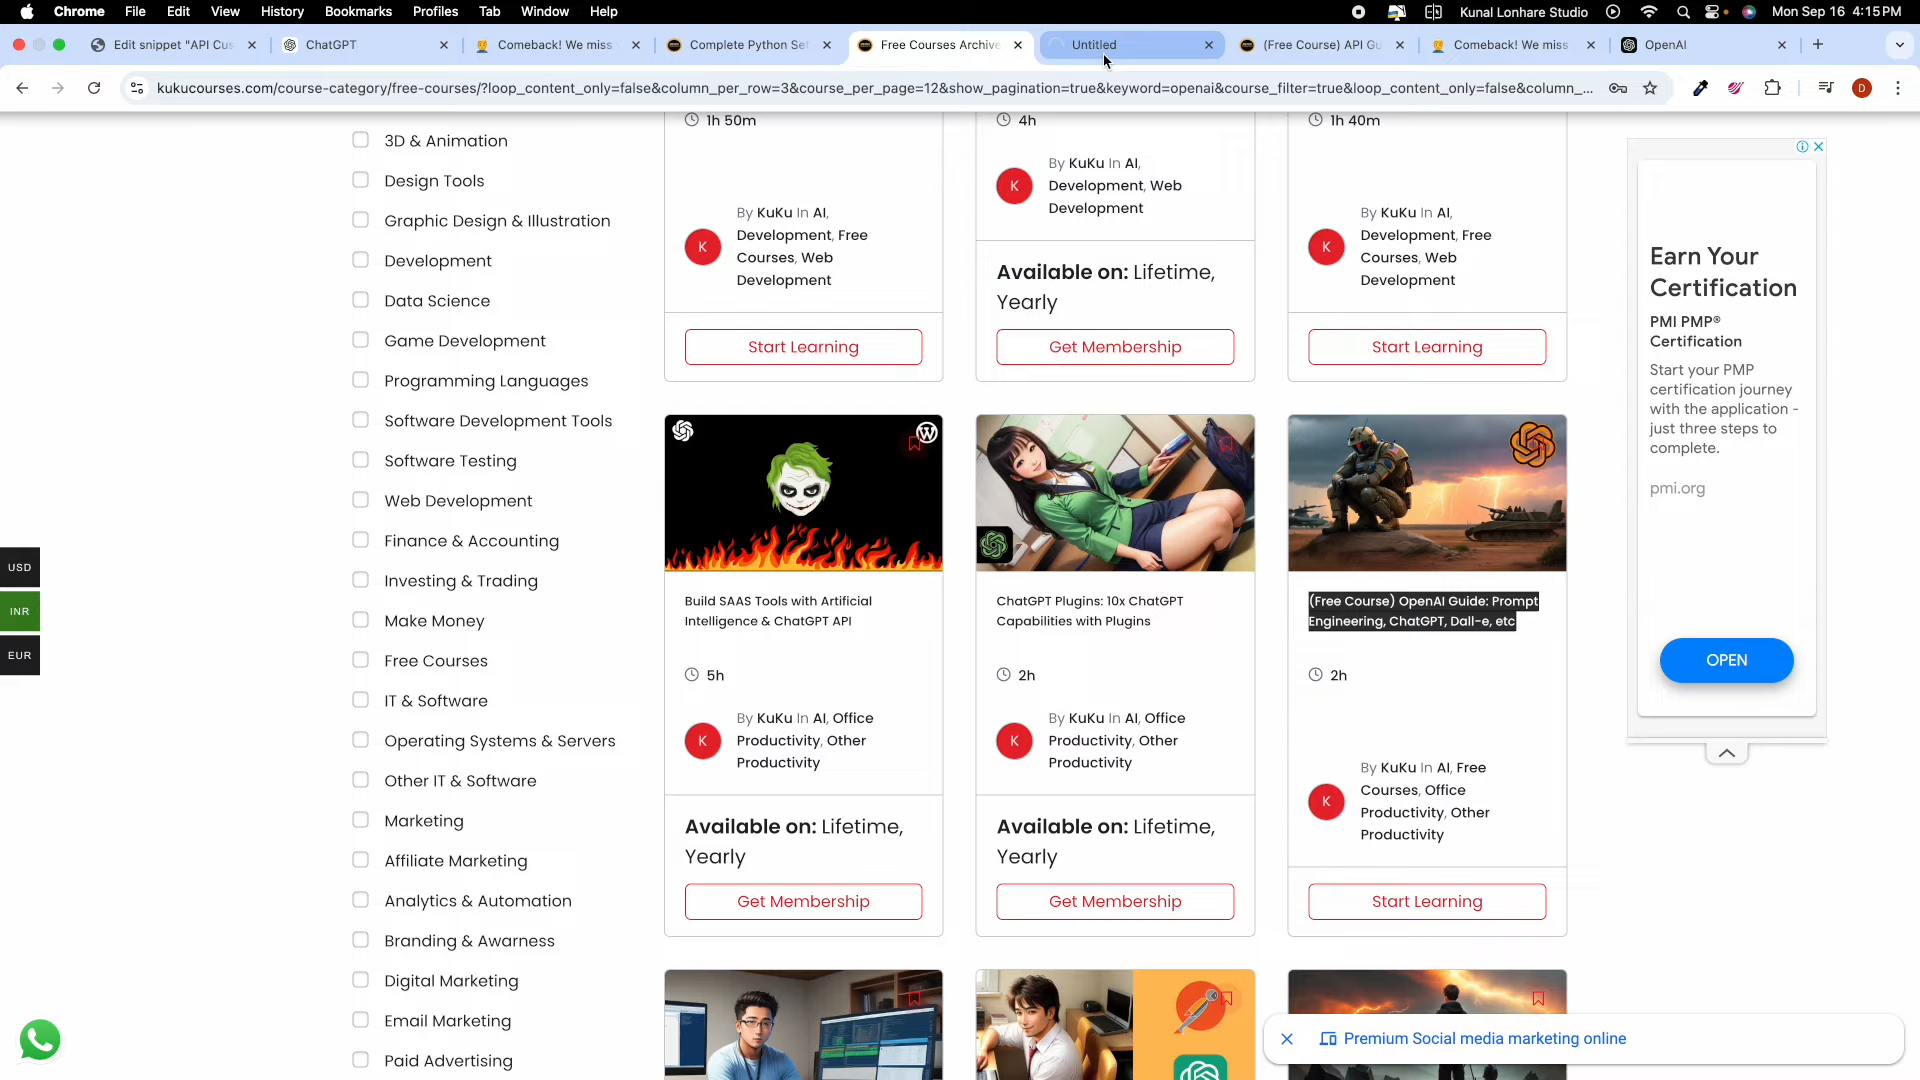 Chrome File Edit View History Bookmarks Profiles Tab Window Help Kunal Lonhare Studio Mon Sep 16 4:15 PM
Edit snippet "API Cus ChatGPT Comeback! We miss Complete Python Set Free Courses Archive Untitled (Free Course) API Gu Comeback! We miss OpenAI
kukucourses.com/course-category/free-courses/?loop_content_only=false&column_per_row=3&course_per_page=12&show_pagination=true&keyword=openai&course_filter=true&loop_content_only=false&column_... D
3D & Animation
Design Tools
Graphic Design & Illustration
Development
Data Science
Game Development
Programming Languages
Software Development Tools
Software Testing
Web Development
Finance & Accounting
Investing & Trading
Make Money
Free Courses
IT & Software
Operating Systems & Servers
Other IT & Software
Marketing
Affiliate Marketing
Analytics & Automation
Branding & Awarness
Digital Marketing
Email Marketing
Paid Advertising
USD
INR
EUR
1h 50m
K
By KuKu In AI,
Development, Free
Courses, Web
Development
Start Learning
4h
K
By KuKu In AI,
Development, Web
Development
Available on: Lifetime,
Yearly
Get Membership
1h 40m
K
By KuKu In AI,
Development, Free
Courses, Web
Development
Start Learning
Build SAAS Tools with Artificial
Intelligence & ChatGPT API
5h
K
By KuKu In AI, Office
Productivity, Other
Productivity
Available on: Lifetime,
Yearly
Get Membership
ChatGPT Plugins: 10x ChatGPT
Capabilities with Plugins
2h
K
By KuKu In AI, Office
Productivity, Other
Productivity
Available on: Lifetime,
Yearly
Get Membership
(Free Course) OpenAI Guide: Prompt
Engineering, ChatGPT, Dall-e, etc
2h
K
By KuKu In AI, Free
Courses, Office
Productivity, Other
Productivity
Start Learning
Earn Your
Certification
PMI PMP®
Certification
Start your PMP
certification journey
with the application -
just three steps to
complete.
pmi.org
OPEN
Premium Social media marketing online